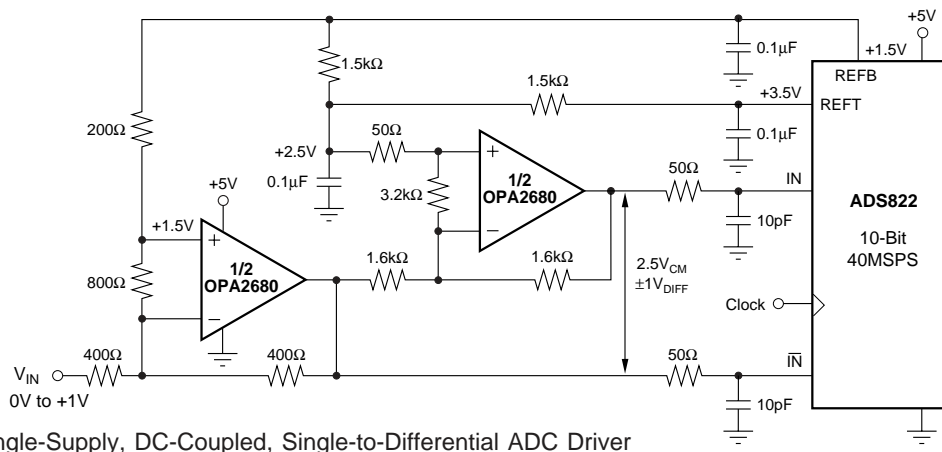 +5V
+1.5V
0.1µF
REFB
1.5kΩ
1.5kΩ
+3.5V
REFT
200Ω
50Ω
0.1µF
+2.5V
+
0.1µF
1/2
OPA2680
3.2kΩ
−
50Ω
IN
ADS822
10-Bit
40MSPS
10pF
+5V
+1.5V
+
1/2
OPA2680
800Ω
−
1.6kΩ
1.6kΩ
2.5VCM
±1VDIFF
Clock
400Ω
400Ω
50Ω
IN
VIN
0V to +1V
10pF
ngle-Supply, DC-Coupled, Single-to-Differential ADC Driver